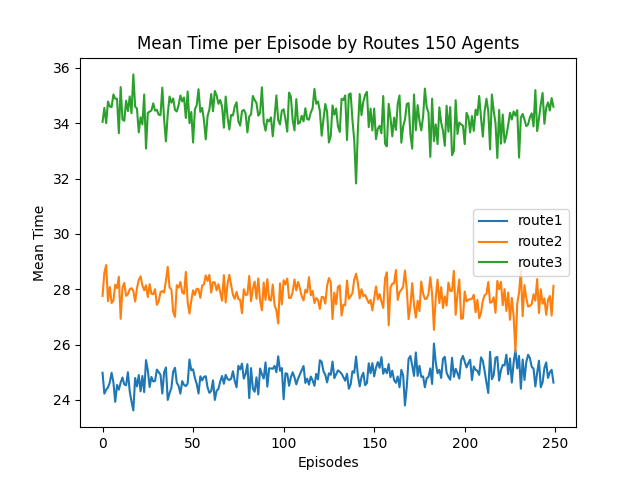 Mean Time per Episode by Routes 150 Agents
Mean Time
36
34
32
30
28
26
24
route1
route2
route3
0
50
100
150
200
250
Episodes